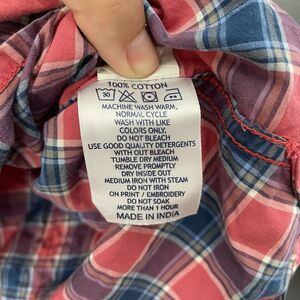 100% COTTON
30
MACHINE WASH WARM,
NORMAL CYCLE
WASH WITH LIKE
COLORS ONLY,
DO NOT BLEACH
USE GOOD QUALITY DETERGENTS
WITH OUT BLEACH
TUMBLE DRY MEDIUM
REMOVE PROMPTLY
DRY INSIDE OUT
MEDIUM IRON WITH STEAM
DO NOT IRON
ON PRINT / EMBROIDERY
DO NOT SOAK
MORE THAN 1 HOUR
MADE IN INDIA